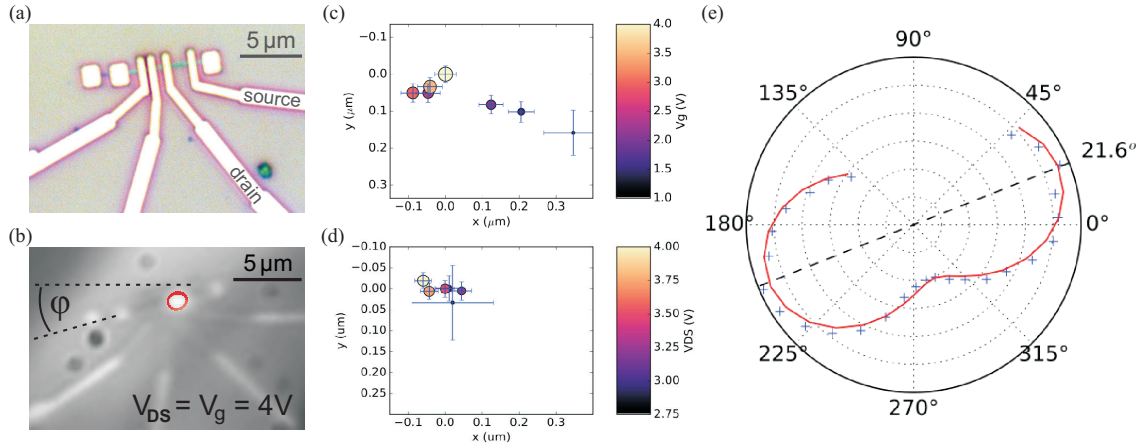 (a)
5 μm
source
drain
(b)
5 μm
φ
V_DS = V_g = 4V
(c)
−0.1
0.0
0.1
0.2
0.3
y (μm)
−0.1 0.0 0.1 0.2 0.3
x (μm)
4.0
3.5
3.0
2.5
2.0
1.5
1.0
Vg (V)
(d)
−0.10
−0.05
0.00
0.05
0.10
0.15
0.20
0.25
y (um)
−0.1 0.0 0.1 0.2 0.3
x (um)
4.00
3.75
3.50
3.25
3.00
2.75
VDS (V)
(e)
90°
135°
45°
21.6°
180°
0°
225°
315°
270°